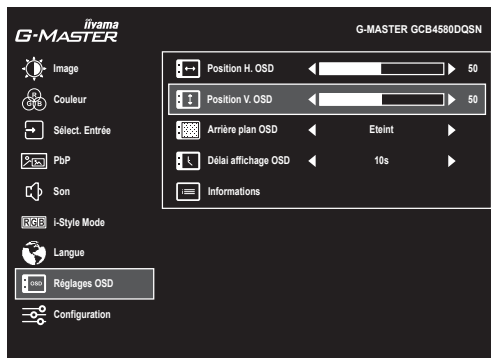 iiyama
G-MASTER
G-MASTER GCB4580DQSN
Image
Position H. OSD 50
RGB Couleur
Position V. OSD 50
Sélect. Entrée
Arrière plan OSD Eteint
PbP
Délai affichage OSD 10s
Son
Informations
RGB i-Style Mode
Langue
OSD Réglages OSD
Configuration